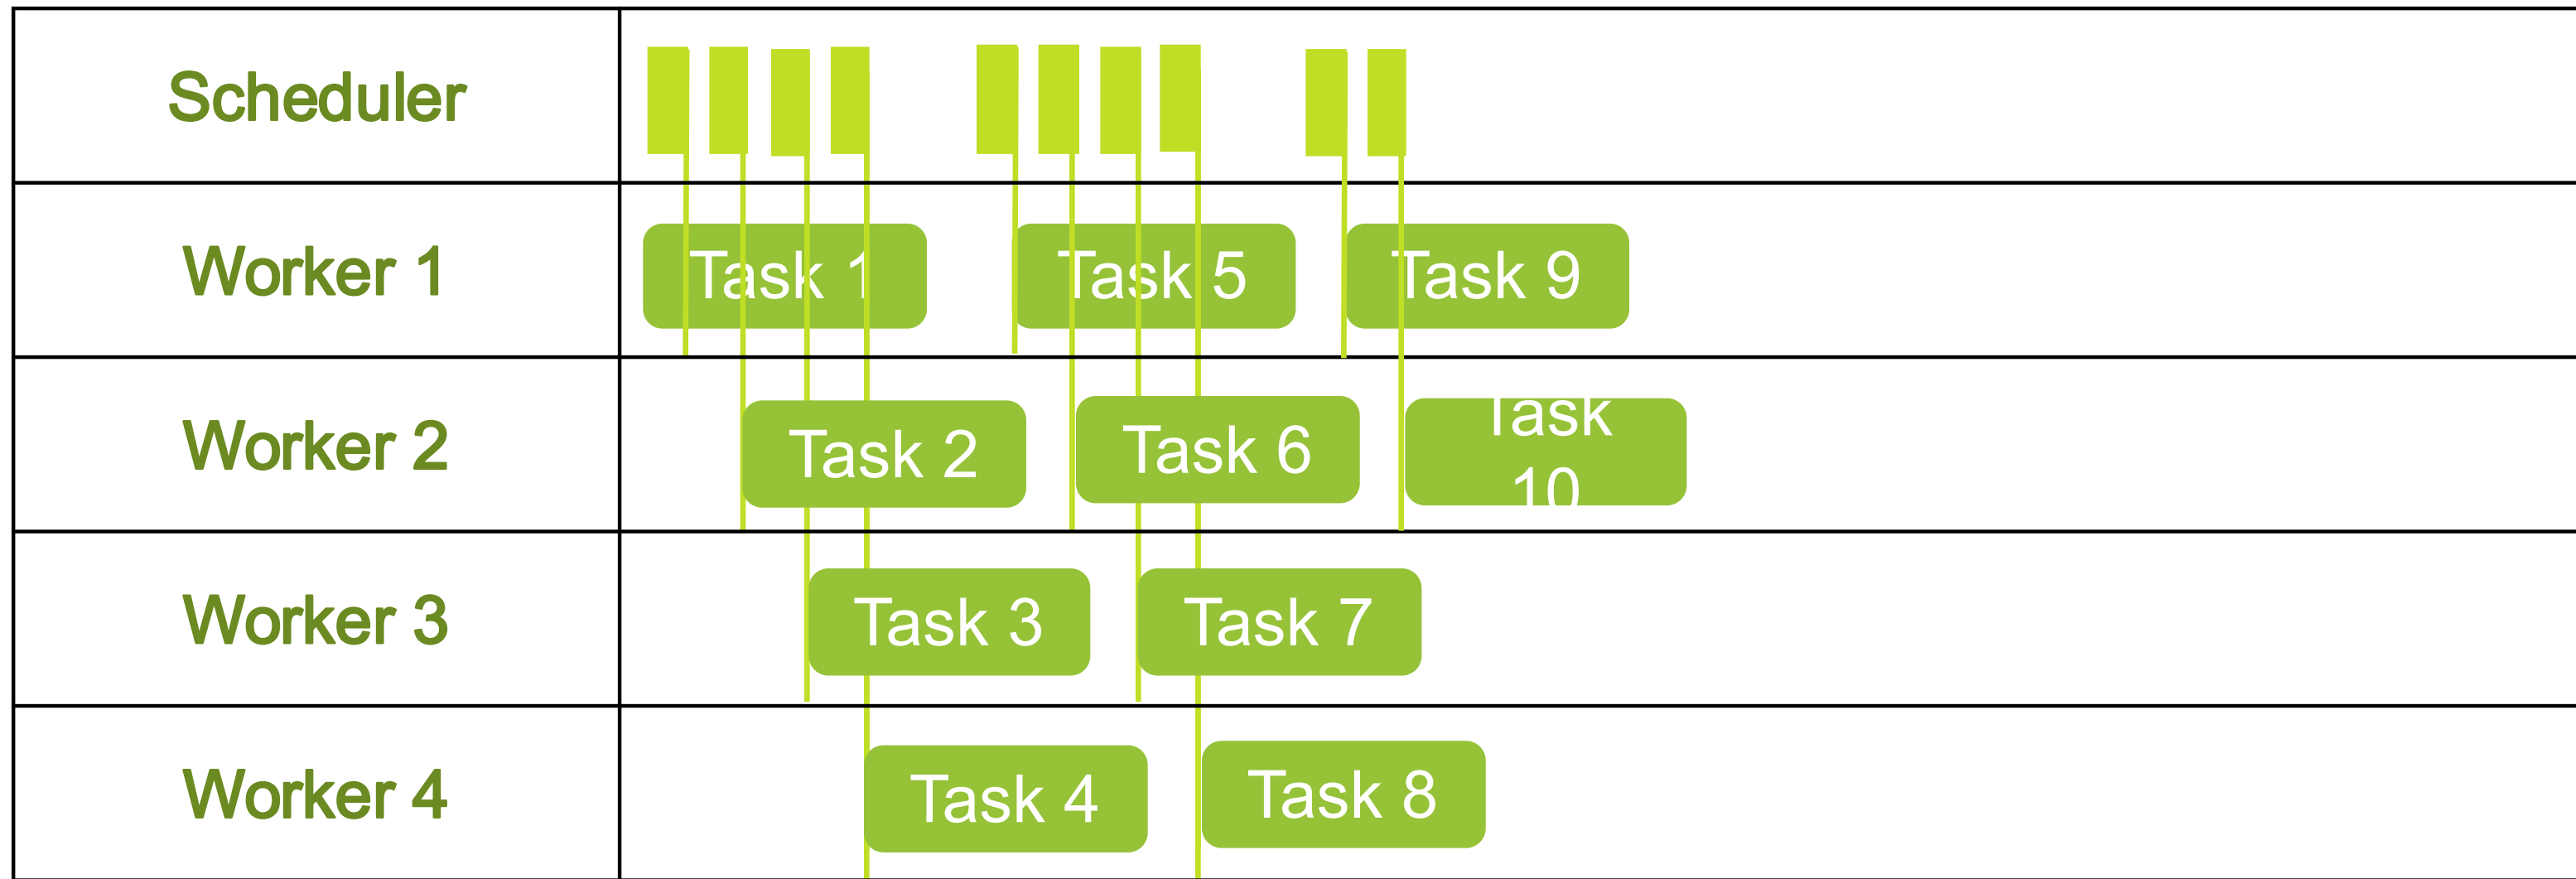 Scheduler
Worker 1
Task 1
Task 5
Task 9
Worker 2
Task 2
Task 6
Task
10
Worker 3
Task 3
Task 7
Worker 4
Task 4
Task 8